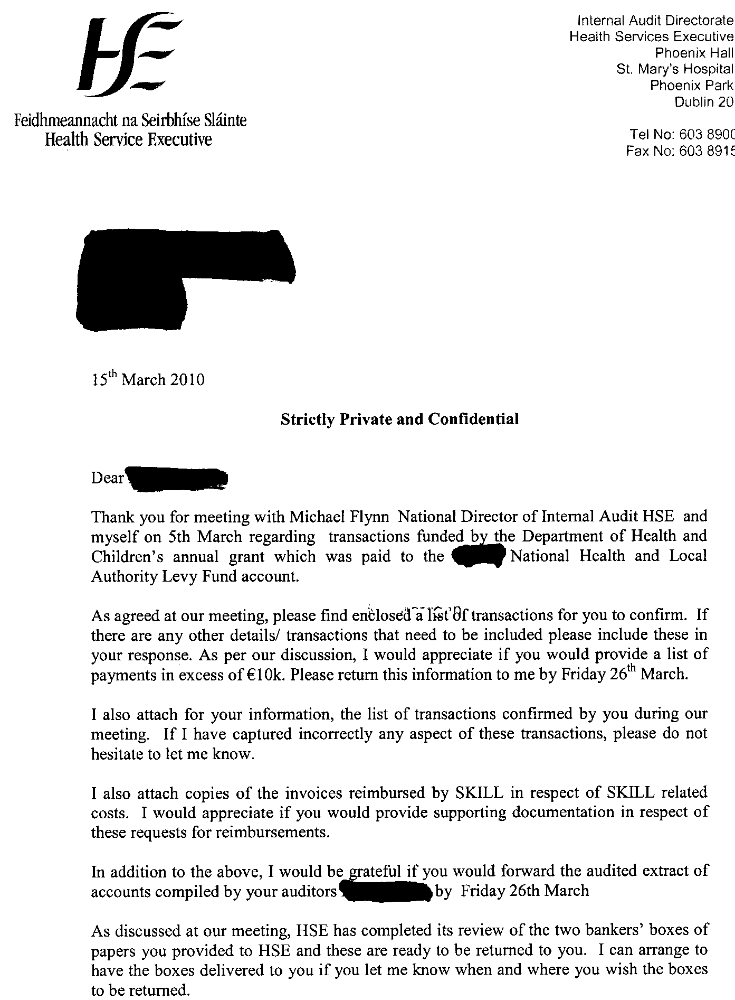 HSE
Feidhmeannacht na Seirbhíse Sláinte
Health Service Executive
Internal Audit Directorate
Health Services Executive
Phoenix Hall
St. Mary's Hospital
Phoenix Park
Dublin 20
Tel No: 603 8900
Fax No: 603 8915
15th March 2010
Strictly Private and Confidential
Dear
Thank you for meeting with Michael Flynn National Director of Internal Audit HSE and
myself on 5th March regarding transactions funded by the Department of Health and
Children's annual grant which was paid to the National Health and Local
Authority Levy Fund account.
As agreed at our meeting, please find enclosed a list of transactions for you to confirm. If
there are any other details/ transactions that need to be included please include these in
your response. As per our discussion, I would appreciate if you would provide a list of
payments in excess of €10k. Please return this information to me by Friday 26th March.
I also attach for your information, the list of transactions confirmed by you during our
meeting. If I have captured incorrectly any aspect of these transactions, please do not
hesitate to let me know.
I also attach copies of the invoices reimbursed by SKILL in respect of SKILL related
costs. I would appreciate if you would provide supporting documentation in respect of
these requests for reimbursements.
In addition to the above, I would be grateful if you would forward the audited extract of
accounts compiled by your auditors by Friday 26th March
As discussed at our meeting, HSE has completed its review of the two bankers' boxes of
papers you provided to HSE and these are ready to be returned to you. I can arrange to
have the boxes delivered to you if you let me know when and where you wish the boxes
to be returned.